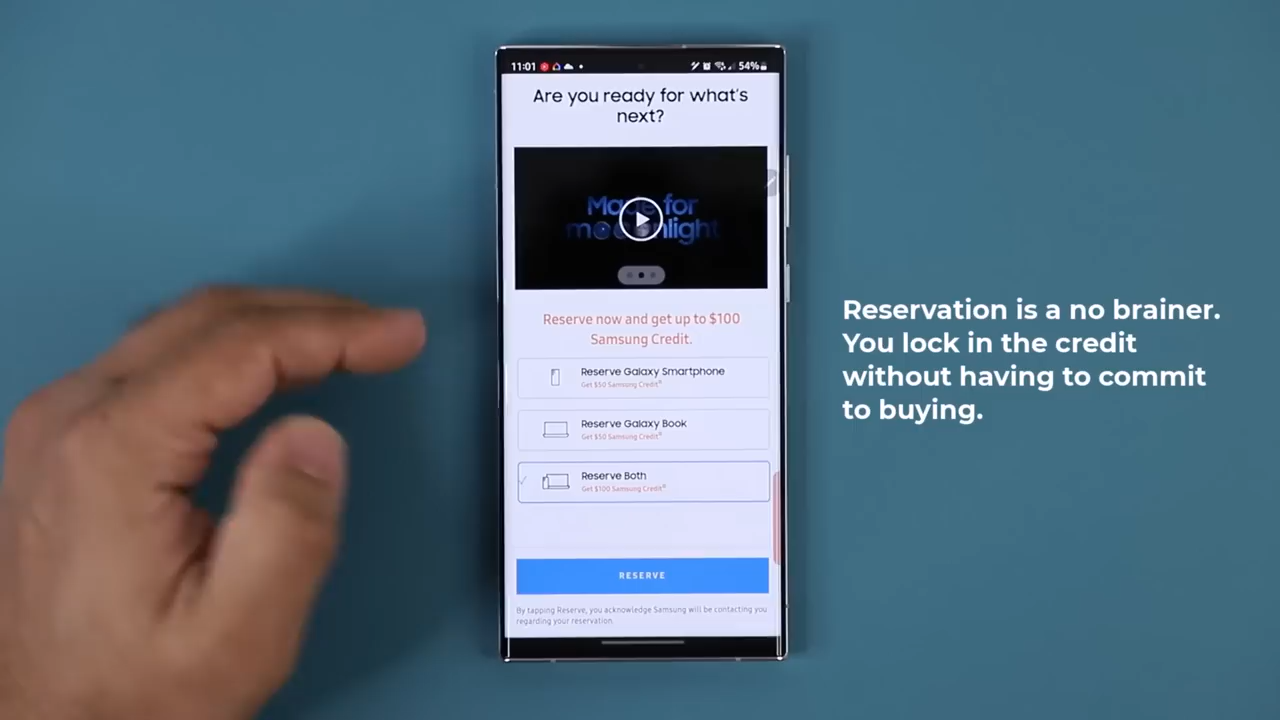 11:01
54%
Are you ready for what's
next?
Made for
moonlight
Reserve now and get up to $100
Samsung Credit.
Reserve Galaxy Smartphone
Get $50 Samsung Credit
Reserve Galaxy Book
Get $50 Samsung Credit
Reserve Both
Get $100 Samsung Credit
RESERVE
By tapping Reserve, you acknowledge Samsung will be contacting you
regarding your reservation.
Reservation is a no brainer.
You lock in the credit
without having to commit
to buying.